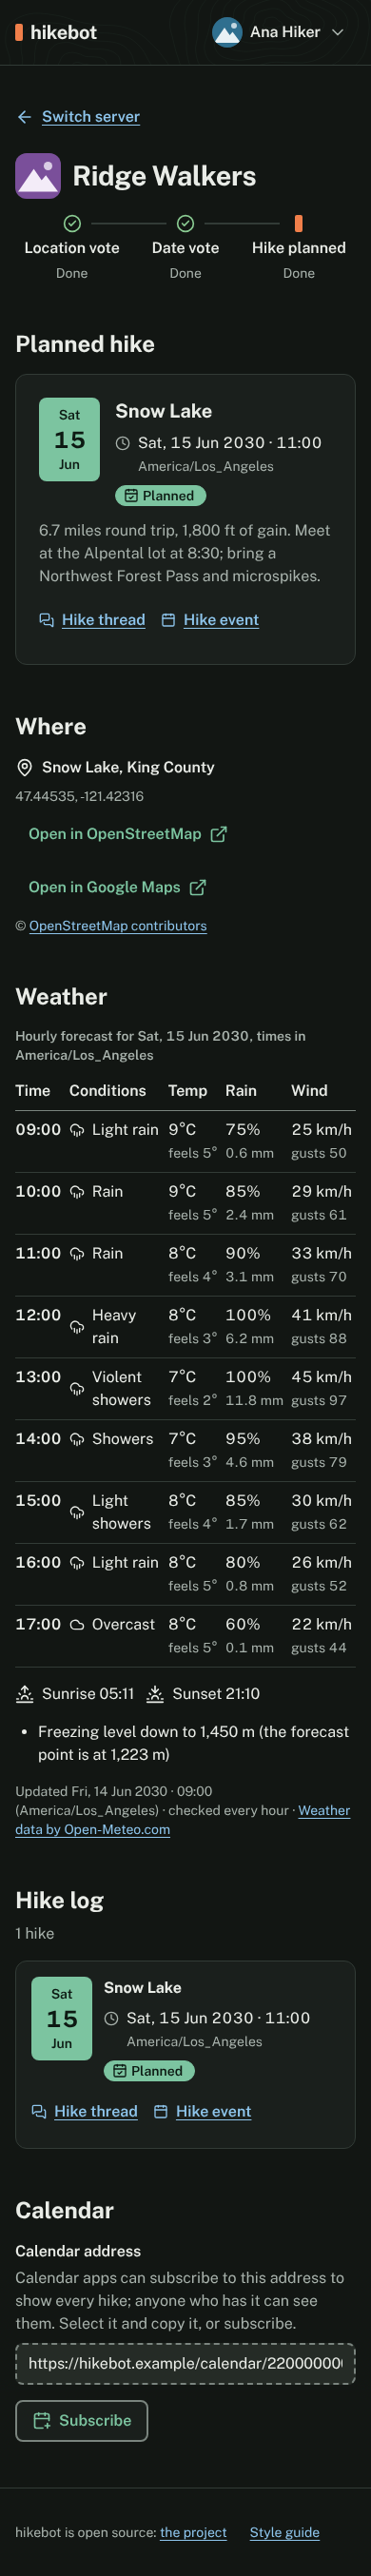 hikebot
Ana Hiker
Switch server
Ridge Walkers
Location vote
Done
Date vote
Done
Hike planned
Done
Planned hike
Sat
15
Jun
Snow Lake
Sat, 15 Jun 2030 · 11:00
America/Los_Angeles
Planned
6.7 miles round trip, 1,800 ft of gain. Meet
at the Alpental lot at 8:30; bring a
Northwest Forest Pass and microspikes.
Hike thread Hike event
Where
Snow Lake, King County
47.44535, -121.42316
Open in OpenStreetMap
Open in Google Maps
© OpenStreetMap contributors
Weather
Hourly forecast for Sat, 15 Jun 2030, times in
America/Los_Angeles
Time Conditions Temp Rain Wind
09:00 Light rain 9°C 75% 25 km/h
feels 5° 0.6 mm gusts 50
10:00 Rain 9°C 85% 29 km/h
feels 5° 2.4 mm gusts 61
11:00 Rain 8°C 90% 33 km/h
feels 4° 3.1 mm gusts 70
12:00 Heavy 8°C 100% 41 km/h
rain feels 3° 6.2 mm gusts 88
13:00 Violent 7°C 100% 45 km/h
showers feels 2° 11.8 mm gusts 97
14:00 Showers 7°C 95% 38 km/h
feels 3° 4.6 mm gusts 79
15:00 Light 8°C 85% 30 km/h
showers feels 4° 1.7 mm gusts 62
16:00 Light rain 8°C 80% 26 km/h
feels 5° 0.8 mm gusts 52
17:00 Overcast 8°C 60% 22 km/h
feels 5° 0.1 mm gusts 44
Sunrise 05:11 Sunset 21:10
• Freezing level down to 1,450 m (the forecast
point is at 1,223 m)
Updated Fri, 14 Jun 2030 · 09:00
(America/Los_Angeles) · checked every hour · Weather
data by Open-Meteo.com
Hike log
1 hike
Sat
15
Jun
Snow Lake
Sat, 15 Jun 2030 · 11:00
America/Los_Angeles
Planned
Hike thread Hike event
Calendar
Calendar address
Calendar apps can subscribe to this address to
show every hike; anyone who has it can see
them. Select it and copy it, or subscribe.
https://hikebot.example/calendar/22000000
Subscribe
hikebot is open source: the project Style guide